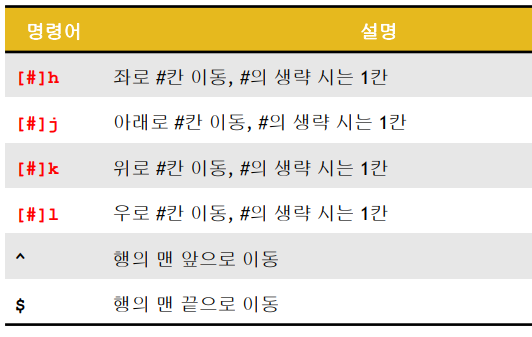 명령어 설명
[#]h 좌로 #칸 이동, #의 생략 시는 1칸
[#]j 아래로 #칸 이동, #의 생략 시는 1칸
[#]k 위로 #칸 이동, #의 생략 시는 1칸
[#]l 우로 #칸 이동, #의 생략 시는 1칸
^ 행의 맨 앞으로 이동
$ 행의 맨 끝으로 이동